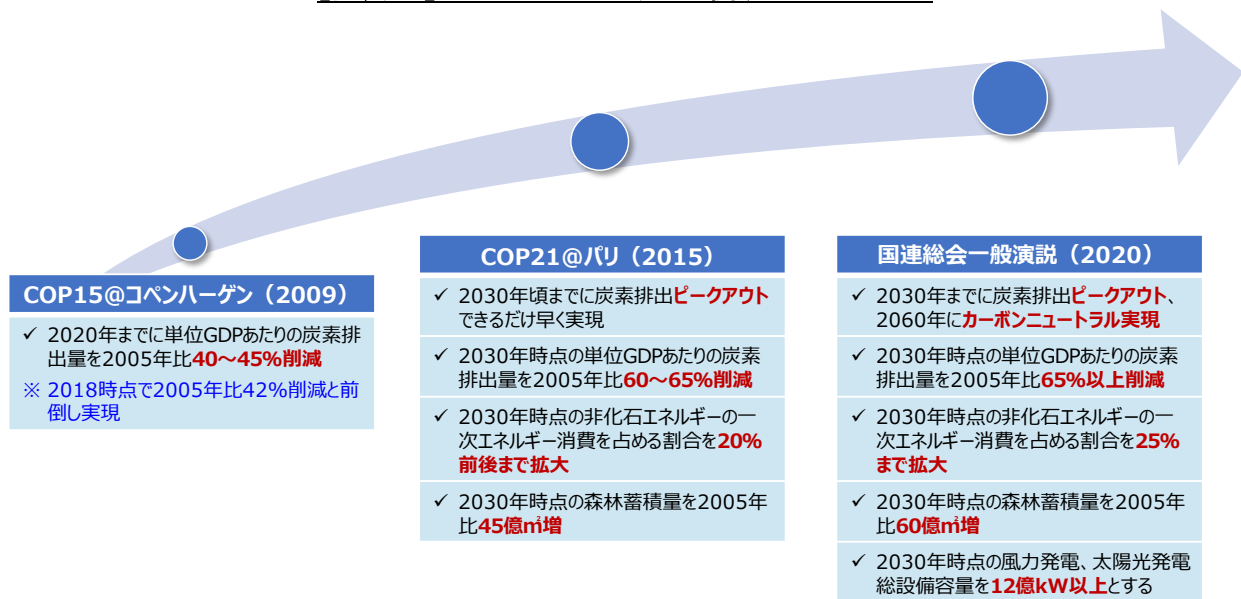 COP15@コペンハーゲン（2009）
✓ 2020年までに単位GDPあたりの炭素排
出量を2005年比40～45%削減
※ 2018時点で2005年比42%削減と前
倒し実現
COP21@パリ（2015）
✓ 2030年頃までに炭素排出ピークアウト
できるだけ早く実現
✓ 2030年時点の単位GDPあたりの炭素
排出量を2005年比60～65%削減
✓ 2030年時点の非化石エネルギーの一
次エネルギー消費を占める割合を20%
前後まで拡大
✓ 2030年時点の森林蓄積量を2005年
比45億㎥増
国連総会一般演説（2020）
✓ 2030年までに炭素排出ピークアウト、
2060年にカーボンニュートラル実現
✓ 2030年時点の単位GDPあたりの炭素
排出量を2005年比65%以上削減
✓ 2030年時点の非化石エネルギーの一
次エネルギー消費を占める割合を25%
まで拡大
✓ 2030年時点の森林蓄積量を2005年
比60億㎥増
✓ 2030年時点の風力発電、太陽光発電
総設備容量を12億kW以上とする